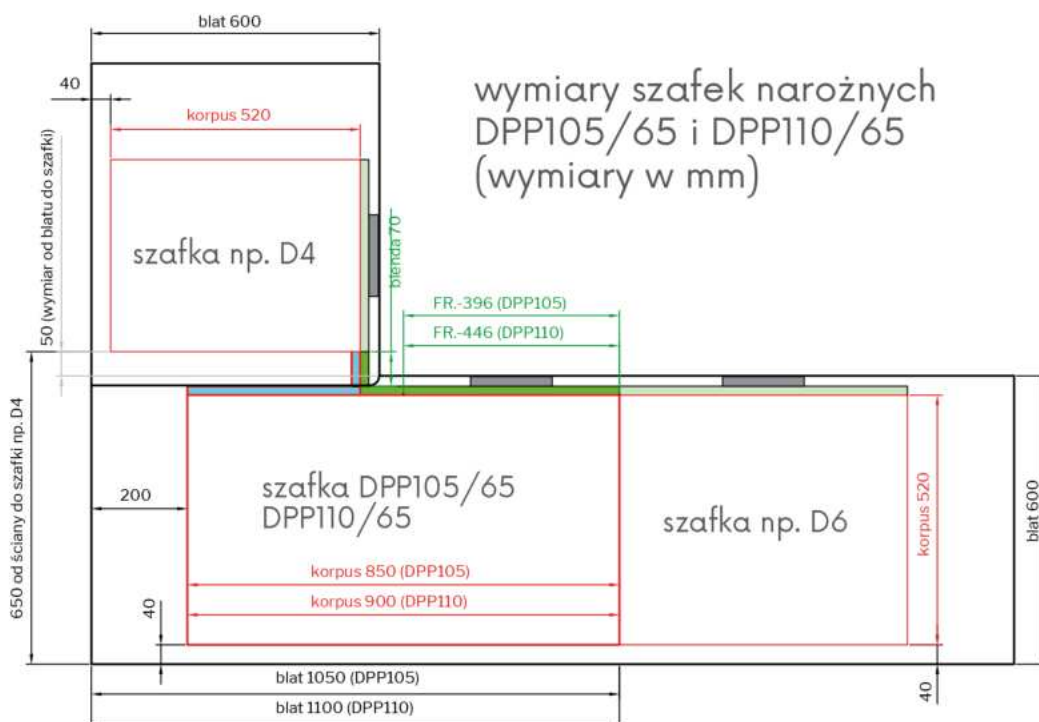 blat 600
40
korpus 520
wymiary szafek narożnych
DPP105/65 i DPP110/65
(wymiary w mm)
50 (wymiar od blatu do szafki)
szafka np. D4
blenda 70
FR.-396 (DPP105)
FR.-446 (DPP110)
650 od ściany do szafki np. D4
200
szafka DPP105/65
DPP110/65
szafka np. D6
korpus 520
blat 600
korpus 850 (DPP105)
korpus 900 (DPP110)
40
40
blat 1050 (DPP105)
blat 1100 (DPP110)